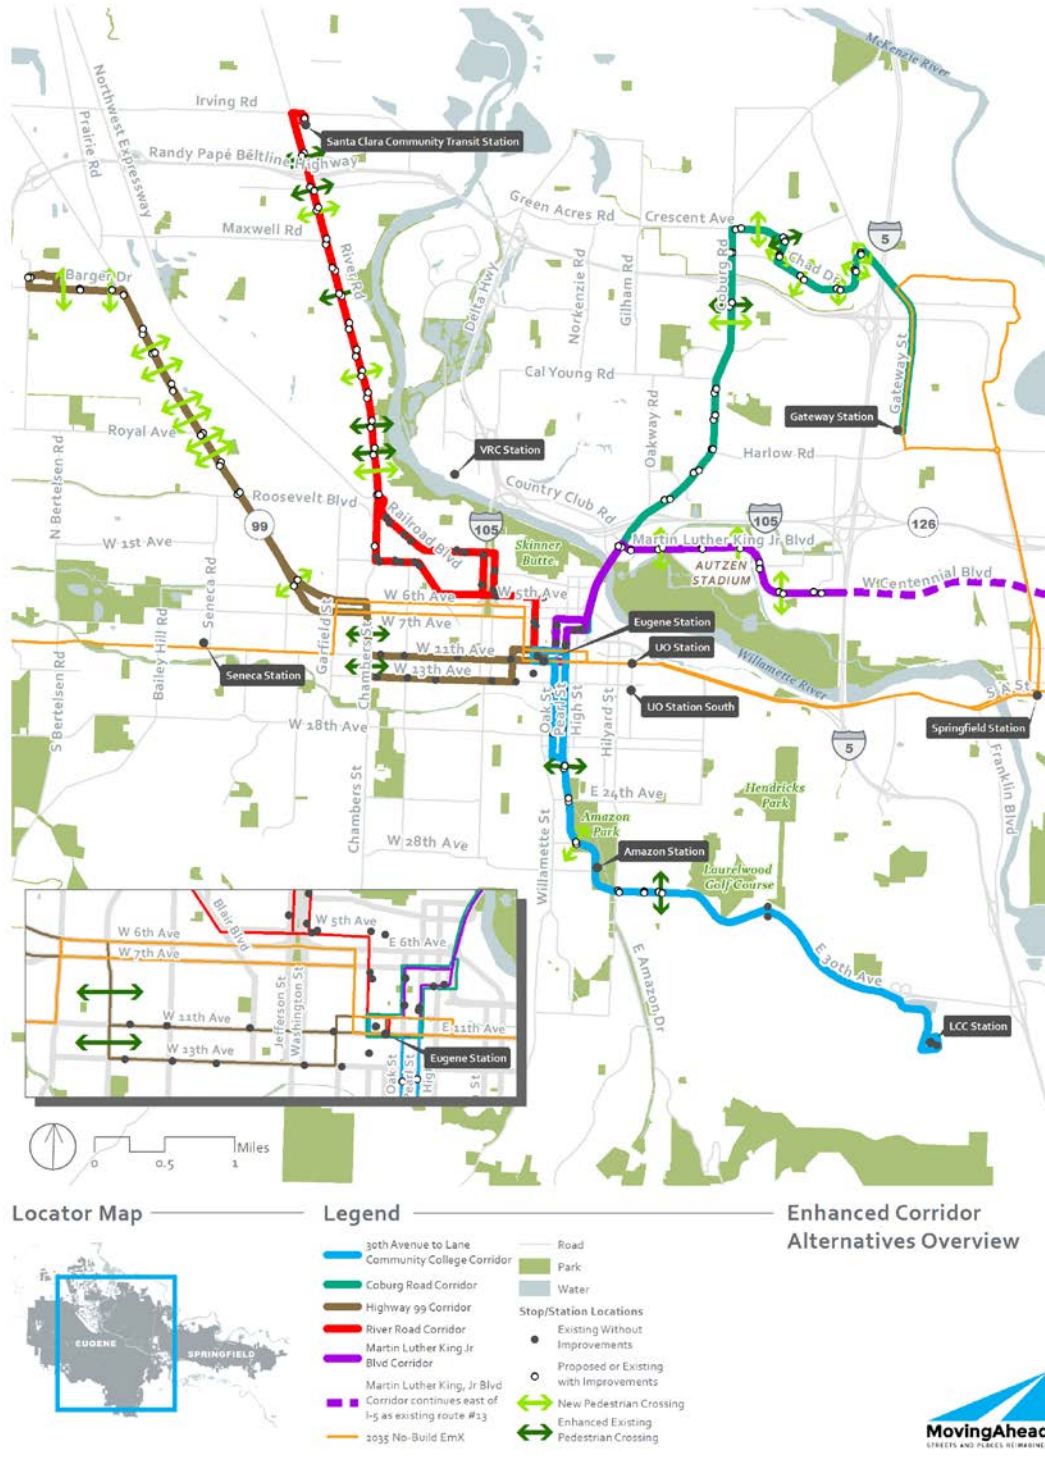 McKenzie River
Irving Rd
Northwest Expressway
Prairie Rd
Santa Clara Community Transit Station
Randy Papé Beltline Highway
Green Acres Rd
Crescent Ave
5
Maxwell Rd
River Rd
Delta Hwy
Norkenzie Rd
Gilham Rd
Coburg Rd
Chad Dr
Barger Dr
Cal Young Rd
Gateway St
Oakway Rd
Gateway Station
Royal Ave
N Bertelsen Rd
VRC Station
Harlow Rd
Roosevelt Blvd
Country Club Rd
99
Railroad Blvd
105
105
126
W 1st Ave
Skinner
Butte
Martin Luther King Jr Blvd
AUTZEN
STADIUM
W Centennial Blvd
Seneca Rd
W 6th Ave
W 5th Ave
W 7th Ave
Garfield St
Chambers St
Bailey Hill Rd
Eugene Station
W 11th Ave
UO Station
W 13th Ave
Seneca Station
Willamette River
S A St
S Bertelsen Rd
Oak St
Pearl St
High St
Hilyard St
UO Station South
W 18th Ave
Springfield Station
5
Franklin Blvd
Chambers St
E 24th Ave
Hendricks
Park
Amazon
Park
Willamette St
W 28th Ave
Amazon Station
Laurelwood
Golf Course
E 30th Ave
E Amazon Dr
LCC Station
Blair Blvd
W 5th Ave
W 6th Ave
E 6th Ave
W 7th Ave
Jefferson St
Washington St
W 11th Ave
E 11th Ave
W 13th Ave
Eugene Station
Oak St
Pearl St
High
St
Miles
0 0.5 1
Locator Map
EUGENE
SPRINGFIELD
Legend
30th Avenue to Lane
Community College Corridor
Coburg Road Corridor
Highway 99 Corridor
River Road Corridor
Martin Luther King Jr
Blvd Corridor
Martin Luther King, Jr Blvd
Corridor continues east of
I-5 as existing route #13
2035 No-Build EmX
Road
Park
Water
Stop/Station Locations
Existing Without
Improvements
Proposed or Existing
with Improvements
New Pedestrian Crossing
Enhanced Existing
Pedestrian Crossing
Enhanced Corridor
Alternatives Overview
MovingAhead
STREETS AND PLACES REIMAGINE